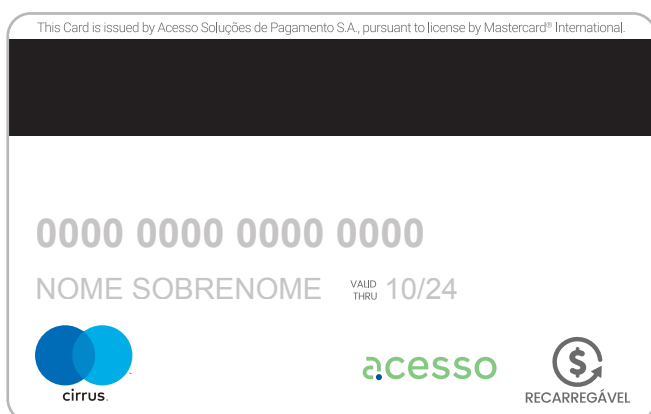 This Card is issued by Acesso Soluções de Pagamento S.A., pursuant to license by Mastercard® International.
0000 0000 0000 0000
NOME SOBRENOME VALID THRU 10/24
cirrus.
acesso
RECARREGÁVEL